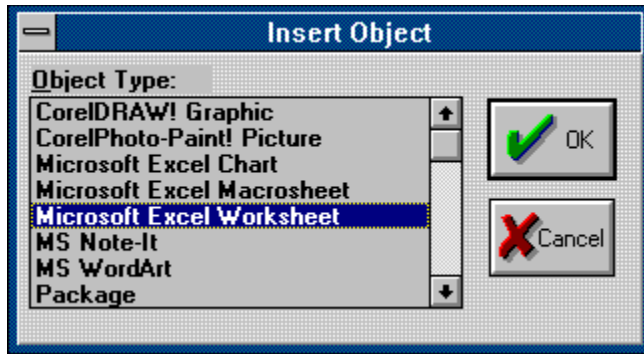 Insert Object
Object Type:
CorelDRAW! Graphic
CorelPhoto-Paint! Picture
Microsoft Excel Chart
Microsoft Excel Macrosheet
Microsoft Excel Worksheet
MS Note-It
MS WordArt
Package
OK
Cancel